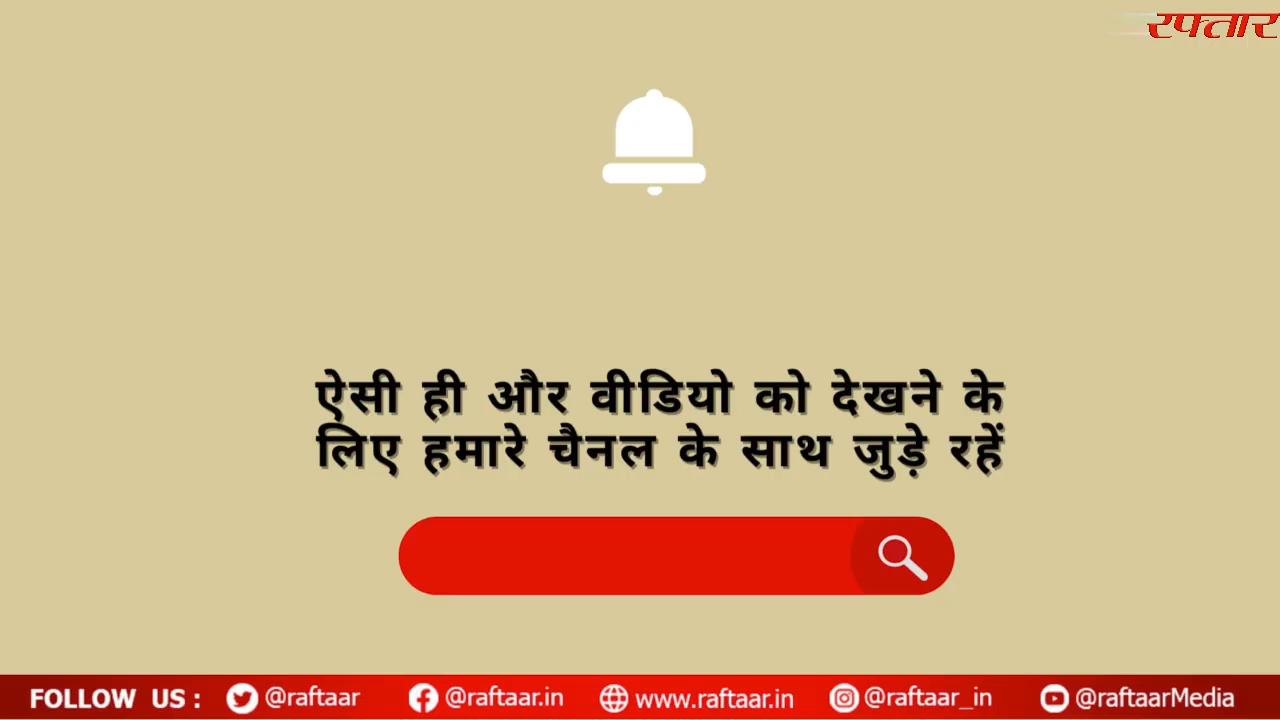 रफ्तार
ऐसी ही और वीडियो को देखने के
लिए हमारे चैनल के साथ जुड़े रहें
FOLLOW US : @raftaar @raftaar.in www.raftaar.in @raftaar_in @raftaarMedia